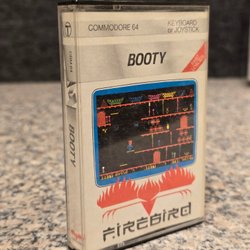 COMMODORE 64
KEYBOARD
or JOYSTICK
BOOTY
FIREBIRD
BOOTY